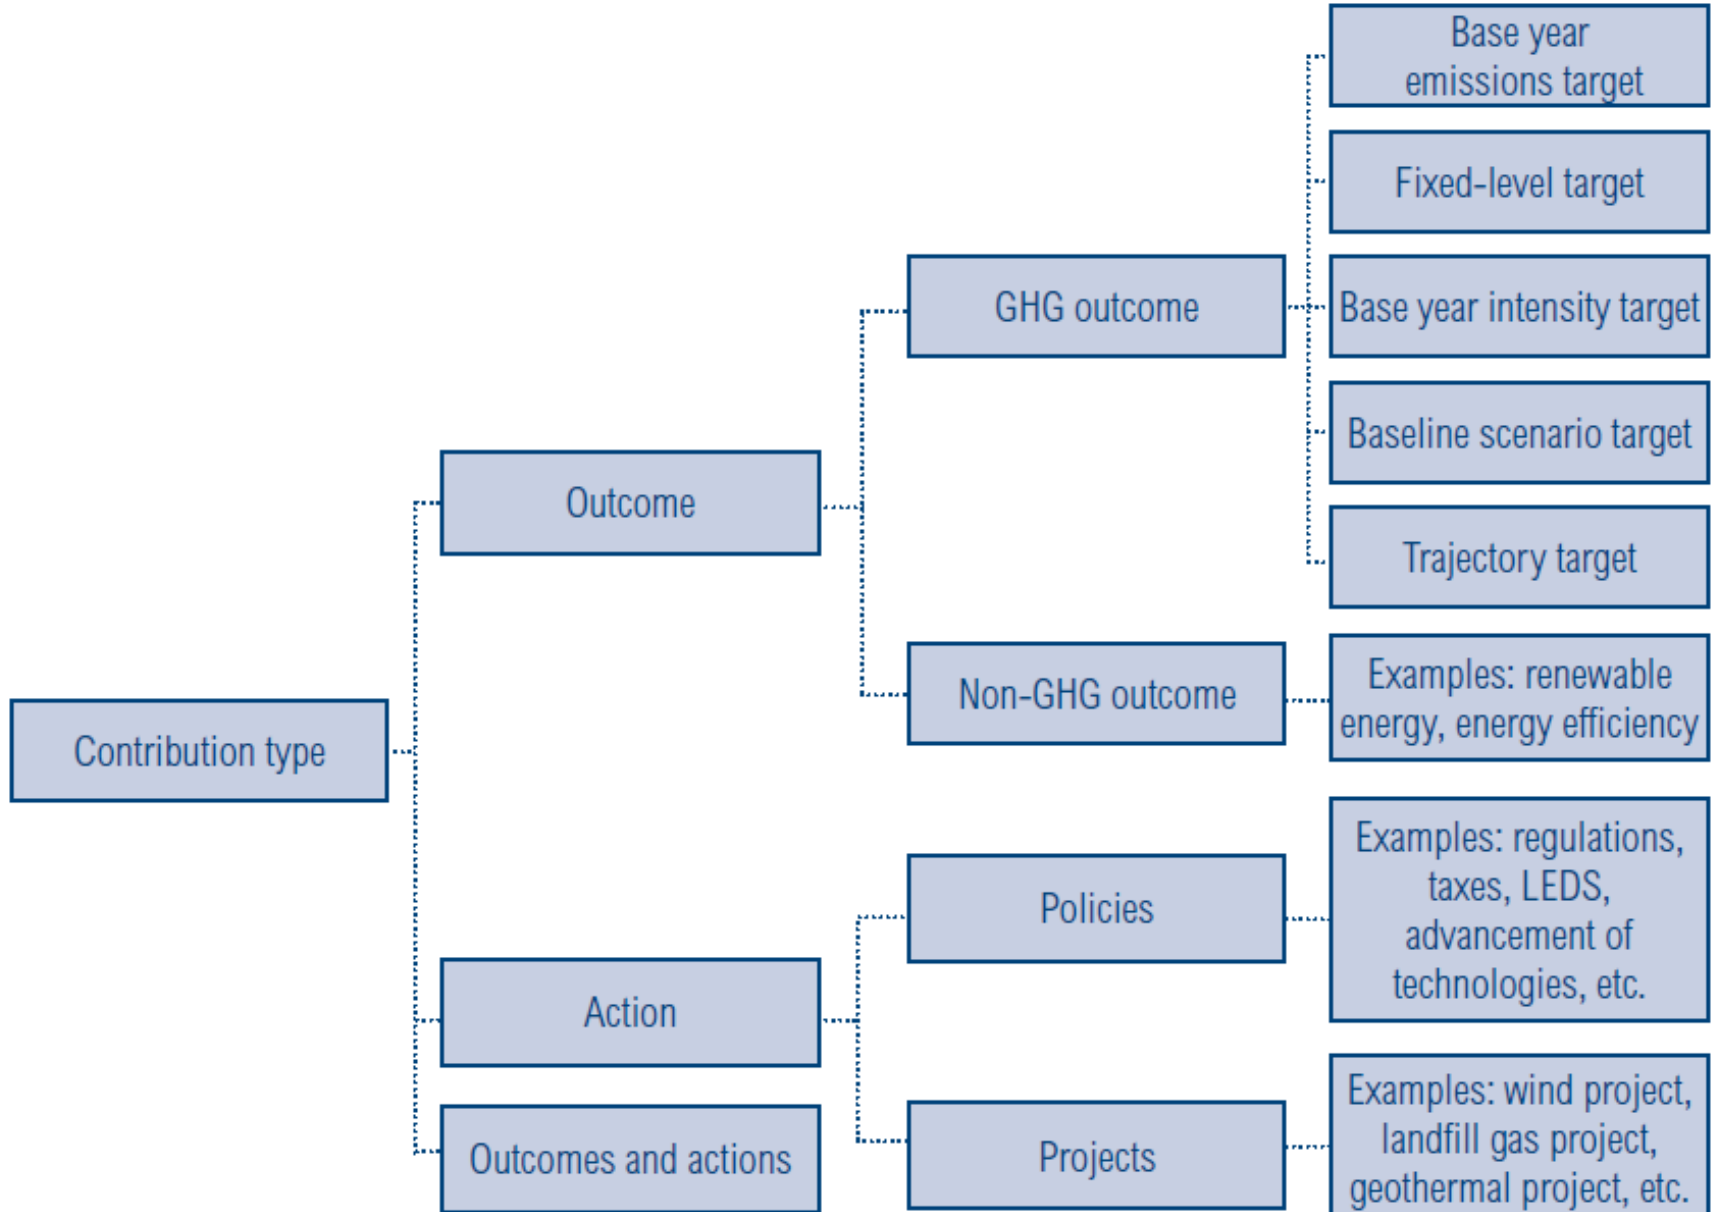 Base year
emissions target
Fixed-level target
GHG outcome
Base year intensity target
Baseline scenario target
Outcome
Trajectory target
Non-GHG outcome
Examples: renewable
energy, energy efficiency
Contribution type
Policies
Examples: regulations,
taxes, LEDS,
advancement of
technologies, etc.
Action
Projects
Examples: wind project,
landfill gas project,
geothermal project, etc.
Outcomes and actions